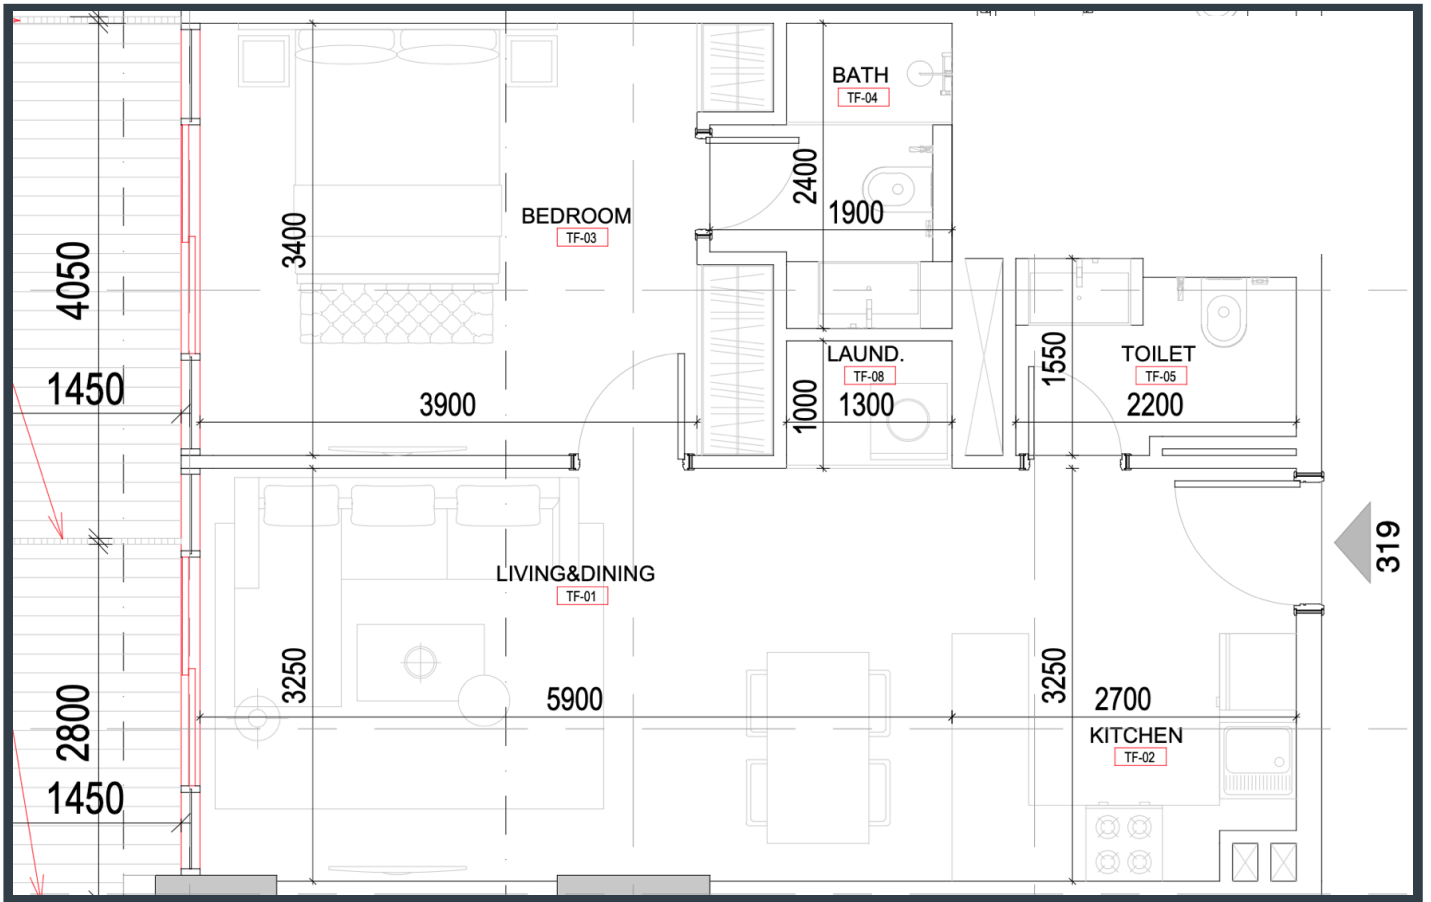 BATH
TF-04
2400
1900
BEDROOM
TF-03
3400
4050
1450
3900
LAUND.
TF-08
1000
1300
1550
TOILET
TF-05
2200
319
LIVING&DINING
TF-01
3250
5900
3250
2700
KITCHEN
TF-02
2800
1450